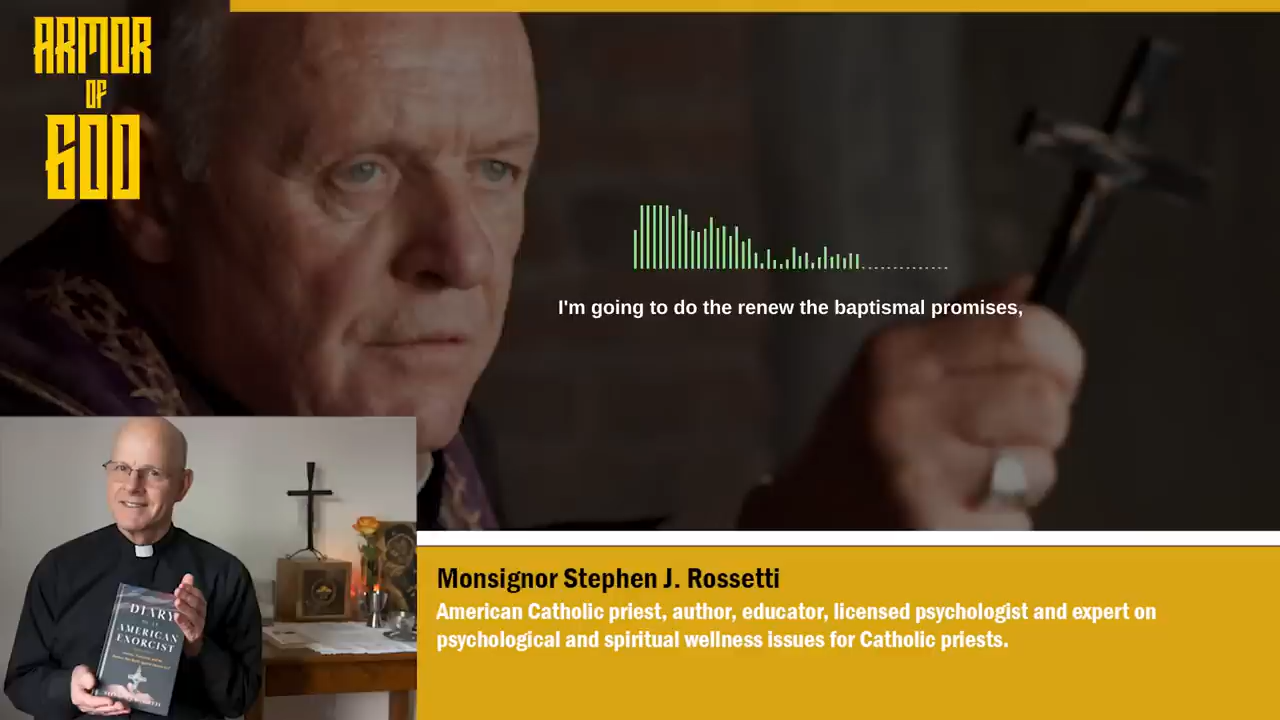 ARMOR
OF
GOD
I'm going to do the renew the baptismal promises,
Monsignor Stephen J. Rossetti
American Catholic priest, author, educator, licensed psychologist and expert on
psychological and spiritual wellness issues for Catholic priests.
DIARY
AMERICAN
EXORCIST